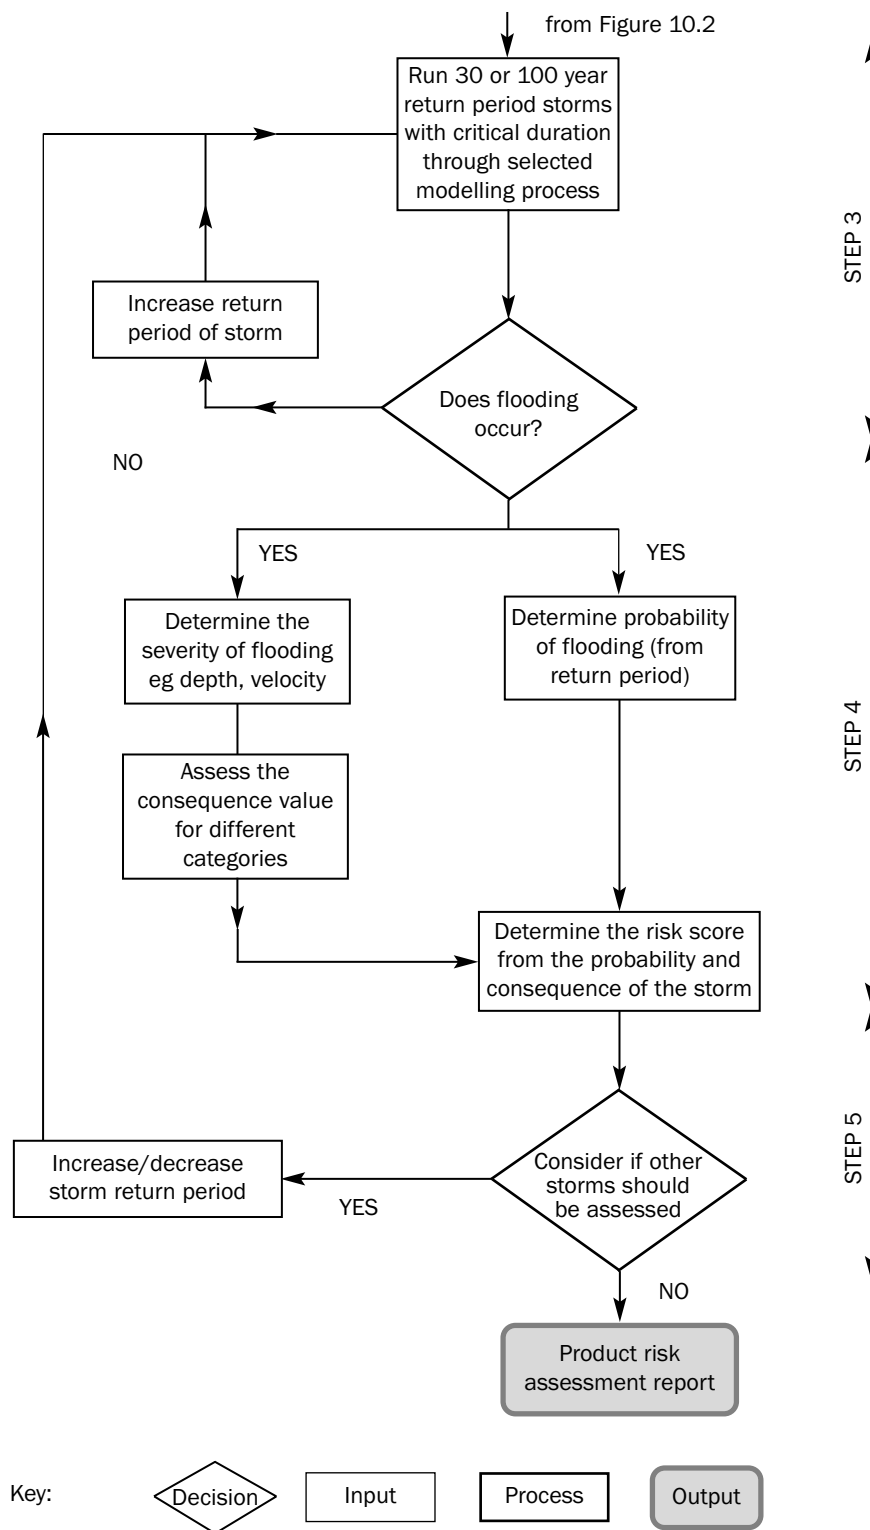 from Figure 10.2
Run 30 or 100 year
return period storms
with critical duration
through selected
modelling process
STEP 3
Increase return
period of storm
Does flooding
occur?
NO
YES
YES
Determine the
severity of flooding
eg depth, velocity
Determine probability
of flooding (from
return period)
STEP 4
Assess the
consequence value
for different
categories
Determine the risk score
from the probability and
consequence of the storm
STEP 5
Consider if other
storms should
be assessed
Increase/decrease
storm return period
YES
NO
Product risk
assessment report
Key:
Decision
Input
Process
Output